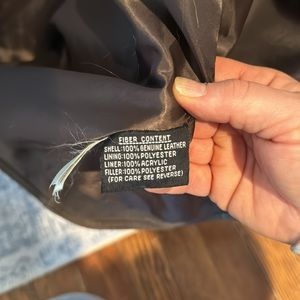 FIBER CONTENT
SHELL:100%GENUINE LEATHER
LINING:100%POLYESTER
LINER:100%ACRYLIC
FILLER:100%POLYESTER
(FOR CARE SEE REVERSE)